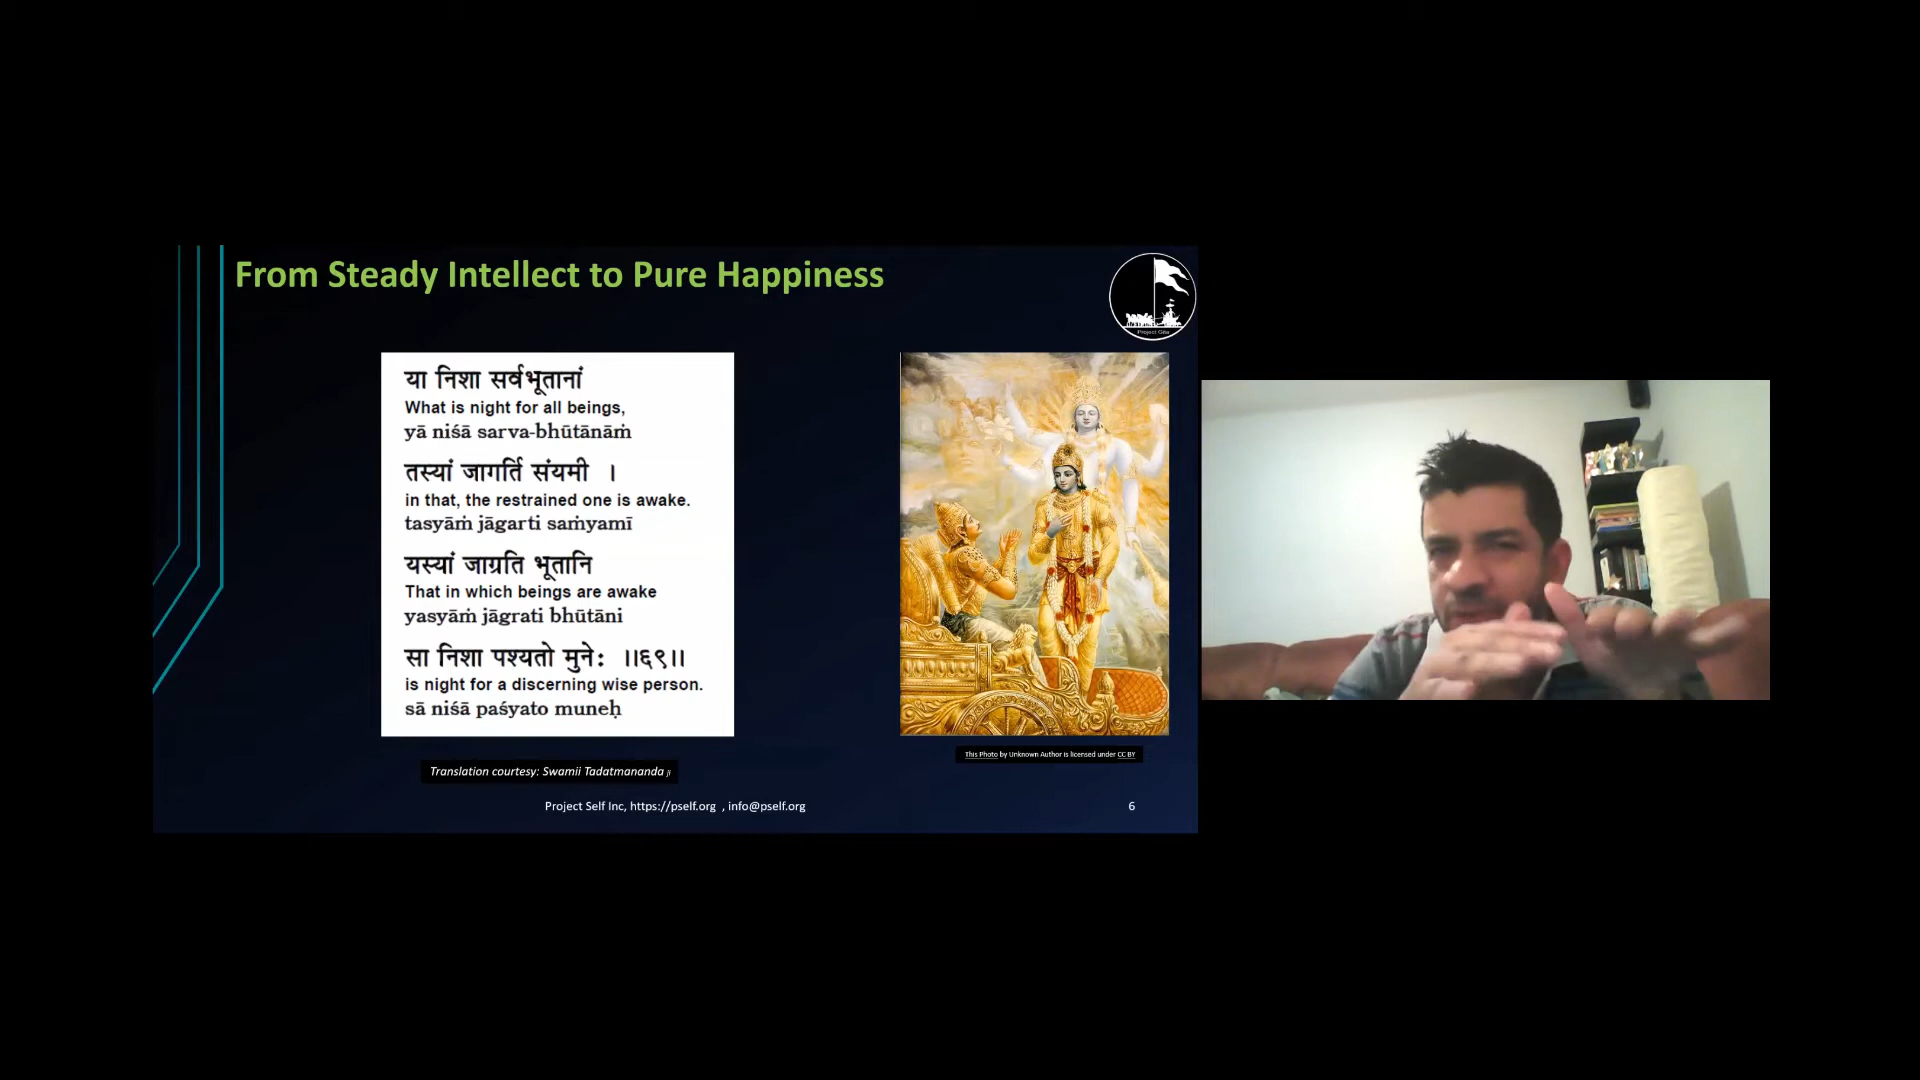 From Steady Intellect to Pure Happiness
Project Gita
या निशा सर्वभूतानां
What is night for all beings,
yā niśā sarva-bhūtānāṁ
तस्यां जागर्ति संयमी ।
in that, the restrained one is awake.
tasyāṁ jāgarti saṁyamī
यस्यां जाग्रति भूतानि
That in which beings are awake
yasyāṁ jāgrati bhūtāni
सा निशा पश्यतो मुनेः ॥६९॥
is night for a discerning wise person.
sā niśā paśyato muneḥ
This Photo by Unknown Author is licensed under CC BY
Translation courtesy: Swamii Tadatmananda ji
Project Self Inc, https://pself.org , info@pself.org
6